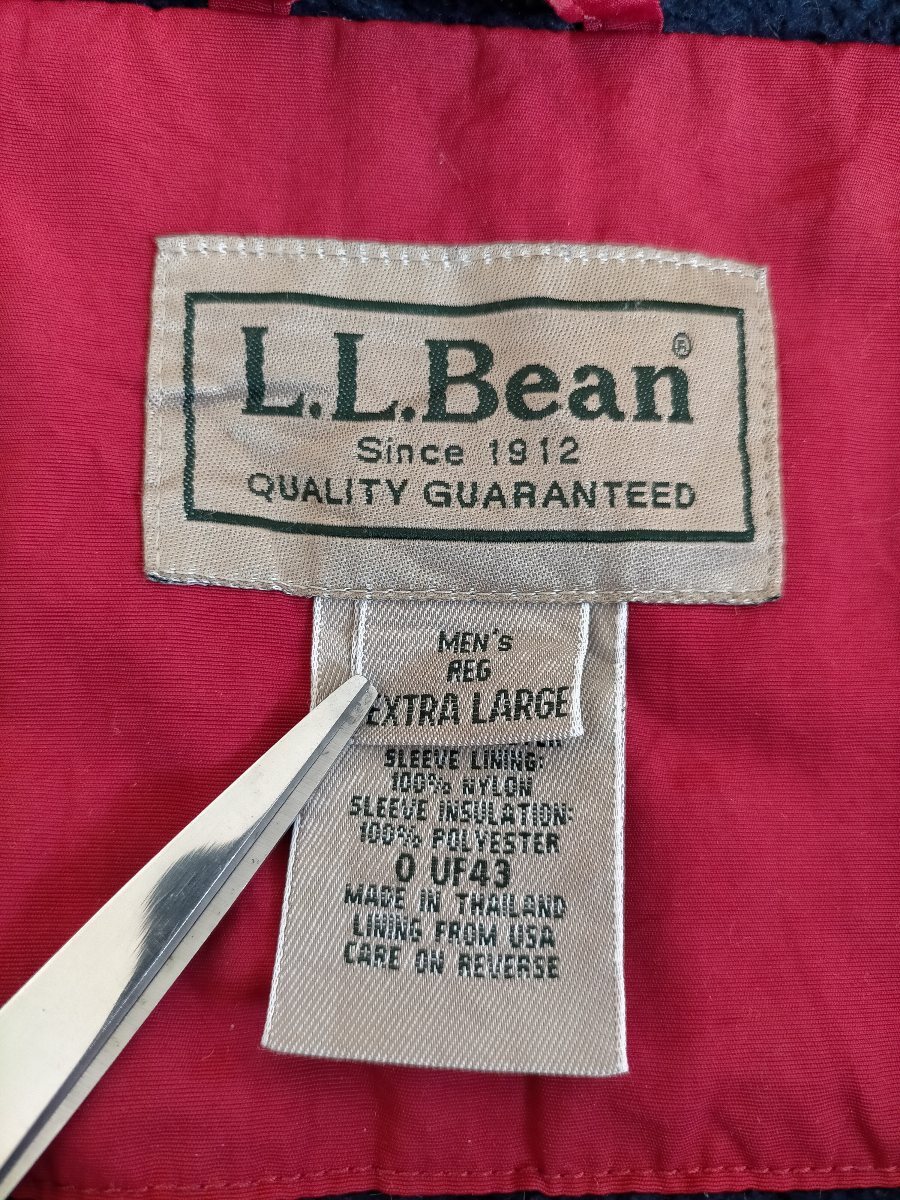 L.L.Bean®
Since 1912
QUALITY GUARANTEED
MEN's
REG
EXTRA LARGE
SLEEVE LINING:
100% NYLON
SLEEVE INSULATION:
100% POLYESTER
0 UF43
MADE IN THAILAND
LINING FROM USA
CARE ON REVERSE